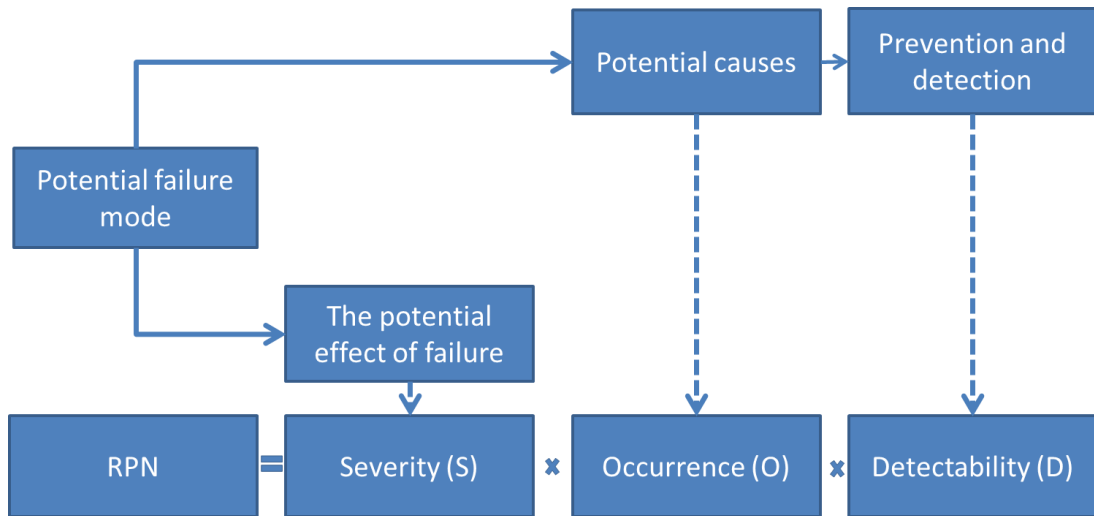 Potential causes
Prevention and
detection
Potential failure
mode
The potential
effect of failure
RPN = Severity (S) × Occurrence (O) × Detectability (D)